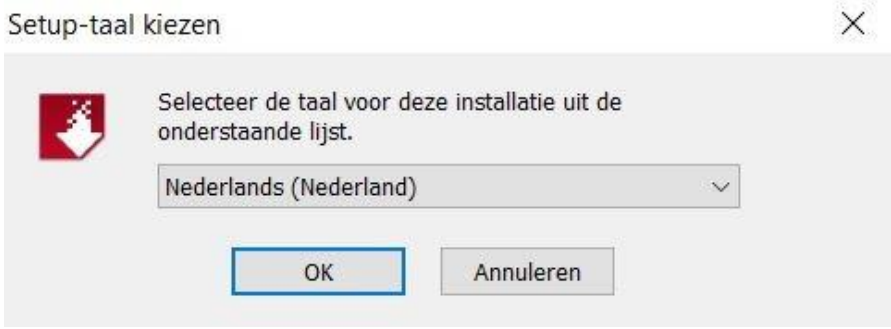 Setup-taal kiezen
Selecteer de taal voor deze installatie uit de
onderstaande lijst.
Nederlands (Nederland)
OK
Annuleren